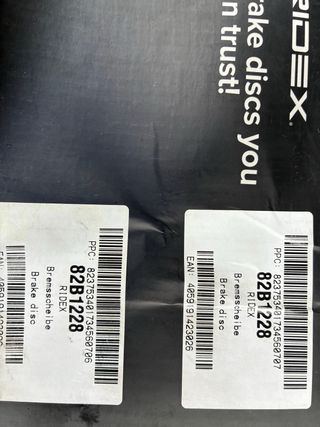 RIDEX
rake discs you
n trust!
PPC: 823753401734560707
82B1228
RIDEX
Bremsscheibe
Brake disc
EAN: 4059191423026
PPC: 823753401734560706
82B1228
RIDEX
Bremsscheibe
Brake disc
EAN: